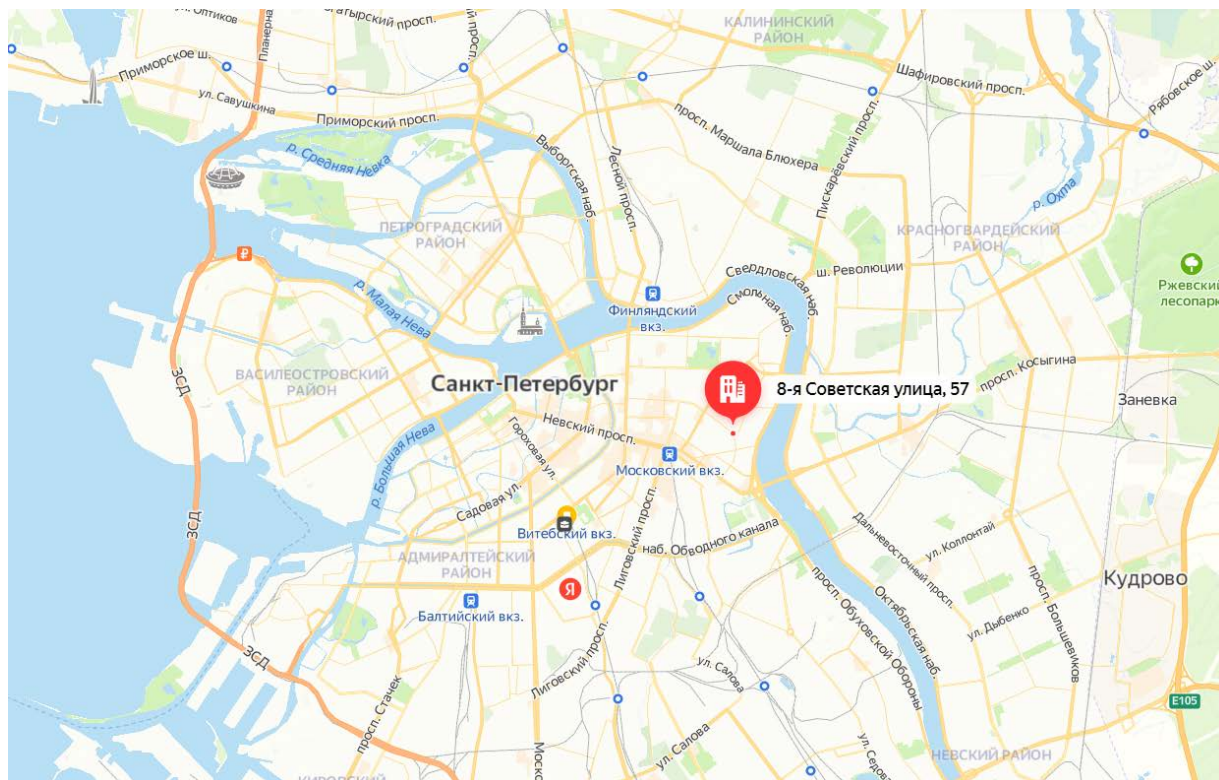 КАЛИНИНСКИЙ
РАЙОН
Планерная
Приморское ш.
Шафировский просп.
Рябовское ш.
ул. Савушкина
Приморский просп.
просп. Маршала Блюхера
Пискарёвский просп.
р. Средняя Невка
Выборгская наб.
Лесной просп.
р. Охта
ПЕТРОГРАДСКИЙ
РАЙОН
КРАСНОГВАРДЕЙСКИЙ
РАЙОН
₽
Свердловская наб.
ш. Революции
Ржевский
лесопарк
р. Малая Нева
Смольная наб.
Финляндский
вкз.
ЗСД
ВАСИЛЕОСТРОВСКИЙ
РАЙОН
Санкт-Петербург
8-я Советская улица, 57
просп. Косыгина
Заневка
Невский просп.
Гороховая ул.
р. Большая Нева
Московский вкз.
Садовая ул.
ЗСД
Витебский вкз.
Лиговский просп.
наб. Обводного канала
Дальневосточный просп.
ул. Коллонтай
АДМИРАЛТЕЙСКИЙ
РАЙОН
Я
Кудрово
просп. Обуховской Обороны
Октябрьская наб.
просп. Большевиков
Балтийский вкз.
ул. Дыбенко
ЗСД
Лиговский просп.
ул. Салова
просп. Стачек
E105
ул. Салова
НЕВСКИЙ РАЙОН